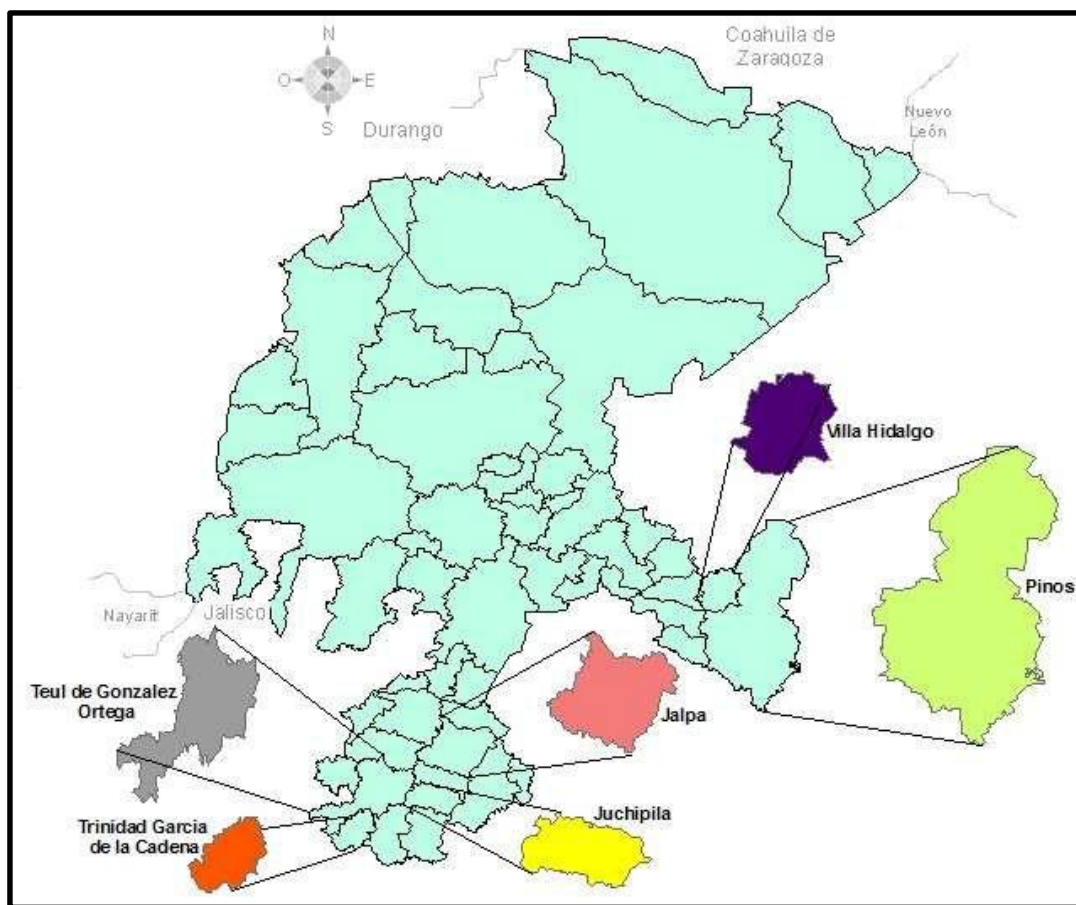 Coahuila de
Zaragoza
N
O
E
S
Durango
Nuevo
León
Villa Hidalgo
Pinos
Nayarit
Jalisco
Teul de Gonzalez
Ortega
Jalpa
Trinidad Garcia
de la Cadena
Juchipila